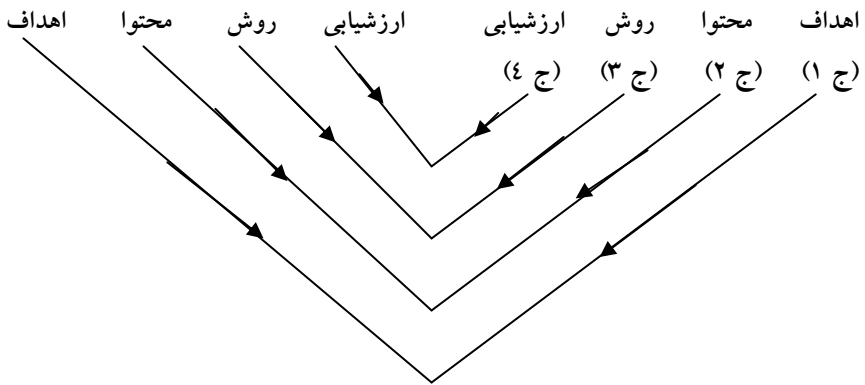 اهداف محتوا روش ارزشیابی ارزشیابی روش محتوا اهداف
(ج ۱) (ج ۲) (ج ۳) (ج ٤)